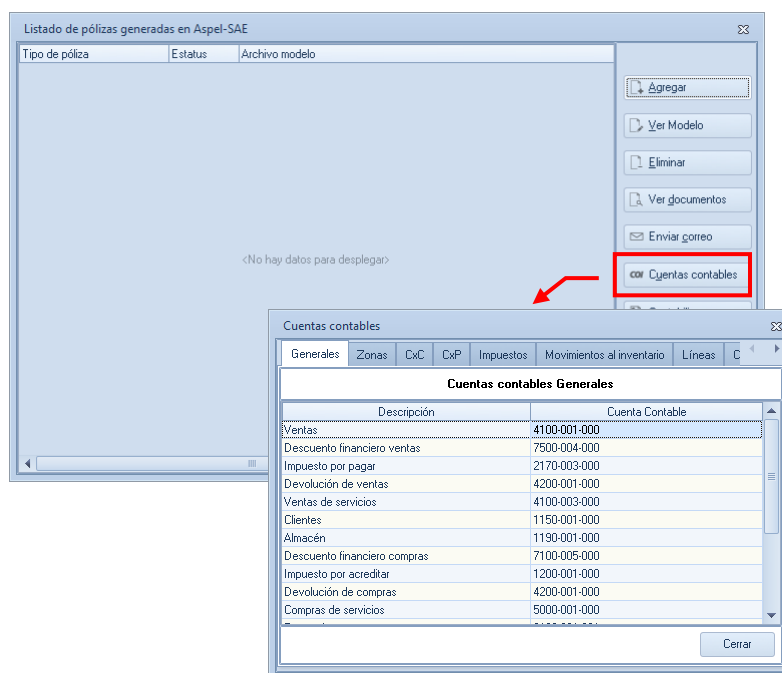 Listado de pólizas generadas en Aspel-SAE
Tipo de póliza Estatus Archivo modelo
<No hay datos para desplegar>
Agregar
Ver Modelo
Eliminar
Ver documentos
Enviar correo
COI Cuentas contables
Cuentas contables
Generales Zonas CxC CxP Impuestos Movimientos al inventario Líneas
Cuentas contables Generales
Descripción Cuenta Contable
Ventas 4100-001-000
Descuento financiero ventas 7500-004-000
Impuesto por pagar 2170-003-000
Devolución de ventas 4200-001-000
Ventas de servicios 4100-003-000
Clientes 1150-001-000
Almacén 1190-001-000
Descuento financiero compras 7100-005-000
Impuesto por acreditar 1200-001-000
Devolución de compras 4200-001-000
Compras de servicios 5000-001-000
Cerrar